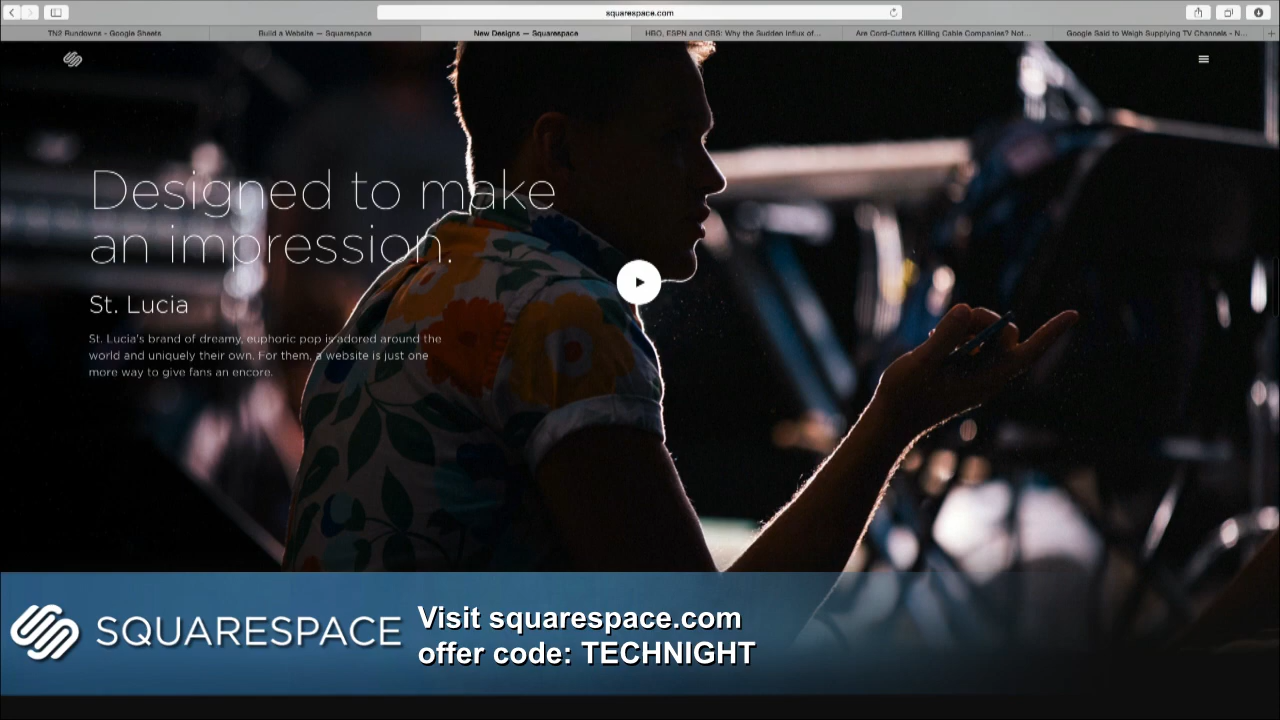 squarespace.com
TN2 Rundowns - Google Sheets
Build a Website — Squarespace
New Designs — Squarespace
HBO, ESPN and CBS: Why the Sudden Influx of...
Are Cord-Cutters Killing Cable Companies? Not...
Google Said to Weigh Supplying TV Channels - N...
Designed to make
an impression.
St. Lucia
St. Lucia's brand of dreamy, euphoric pop is adored around the
world and uniquely their own. For them, a website is just one
more way to give fans an encore.
SQUARESPACE
Visit squarespace.com
offer code: TECHNIGHT